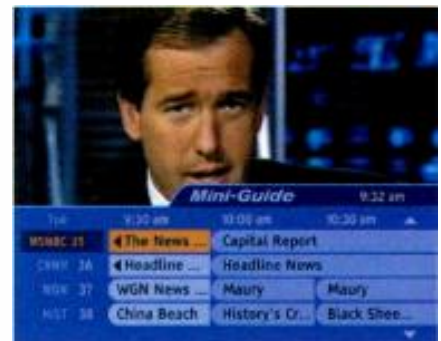 Mini-Guide 9:32 am
Tue 9:30 am 10:00 am 10:30 am
MSNBC 35 The News ... Capital Report
36 Headline ... Headline News
WGN 37 WGN News ... Maury Maury
HIST 38 China Beach History's Cr... Black Shee...